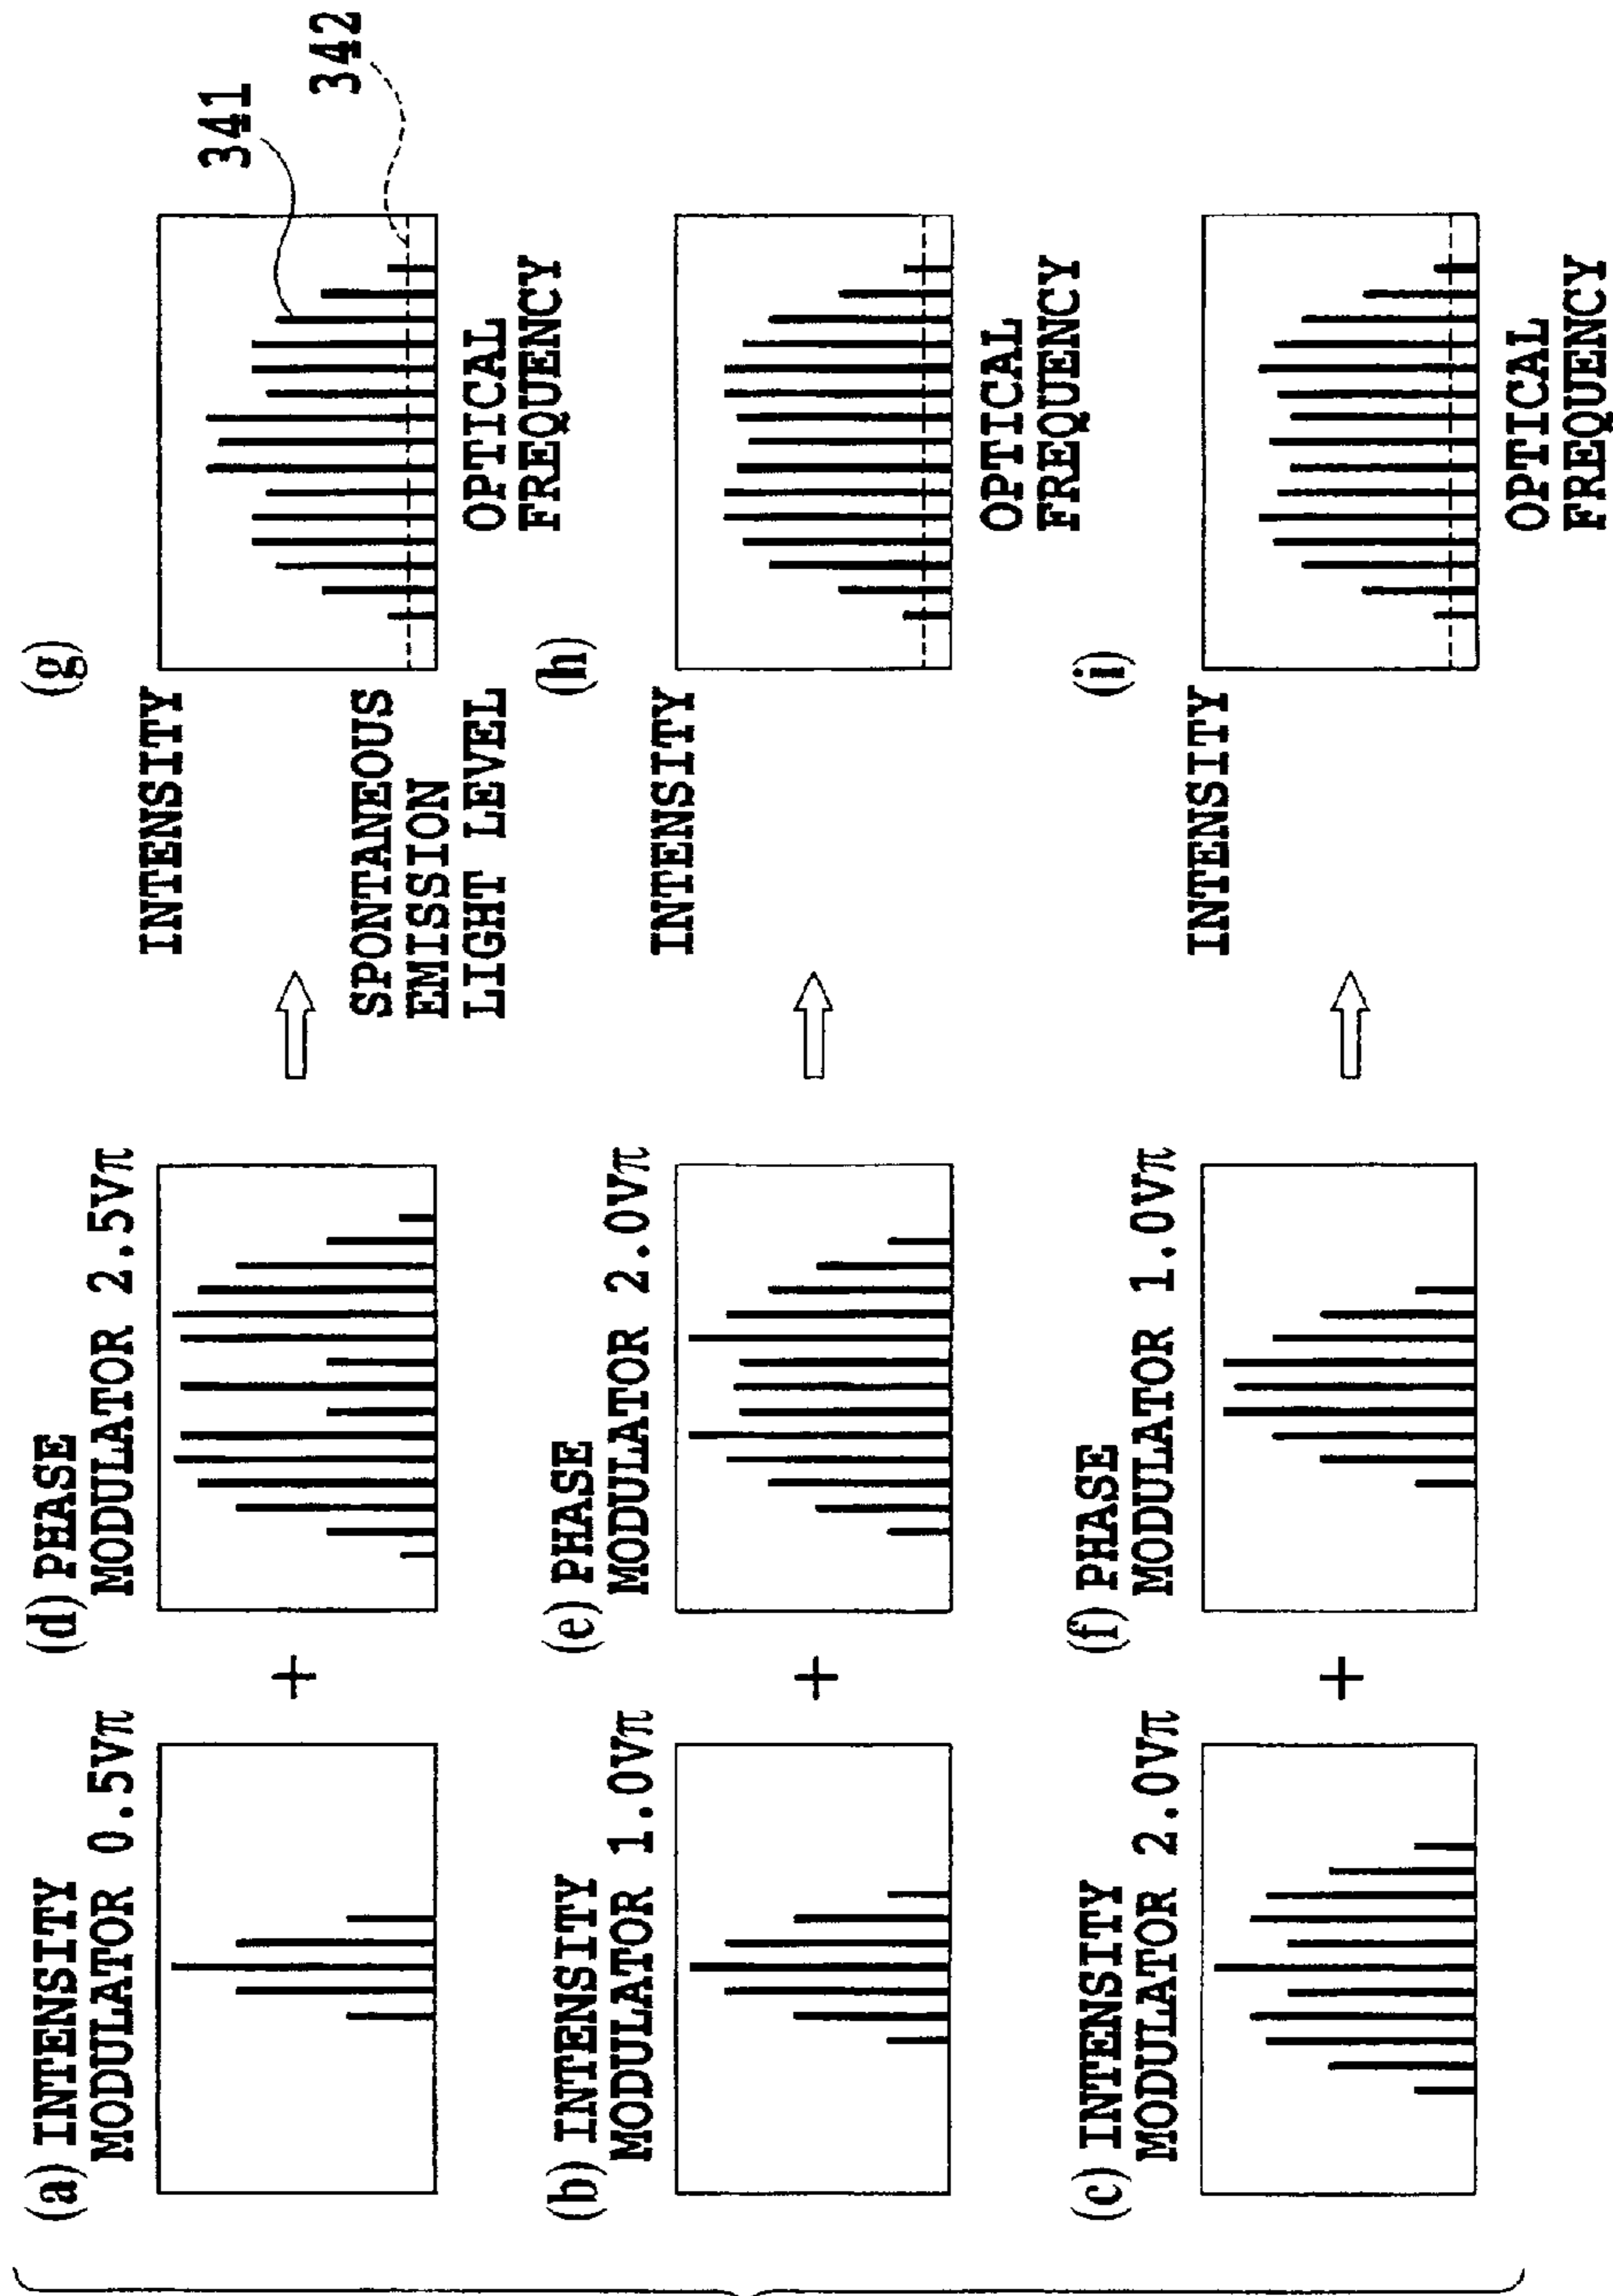 (a) INTENSITY
MODULATOR 0.5Vπ
+
(d) PHASE
MODULATOR 2.5Vπ
(g)
INTENSITY
SPONTANEOUS
EMISSION
LIGHT LEVEL
341
342
OPTICAL
FREQUENCY
(b) INTENSITY
MODULATOR 1.0Vπ
+
(e) PHASE
MODULATOR 2.0Vπ
(h)
INTENSITY
OPTICAL
FREQUENCY
(c) INTENSITY
MODULATOR 2.0Vπ
+
(f) PHASE
MODULATOR 1.0Vπ
(i)
INTENSITY
OPTICAL
FREQUENCY